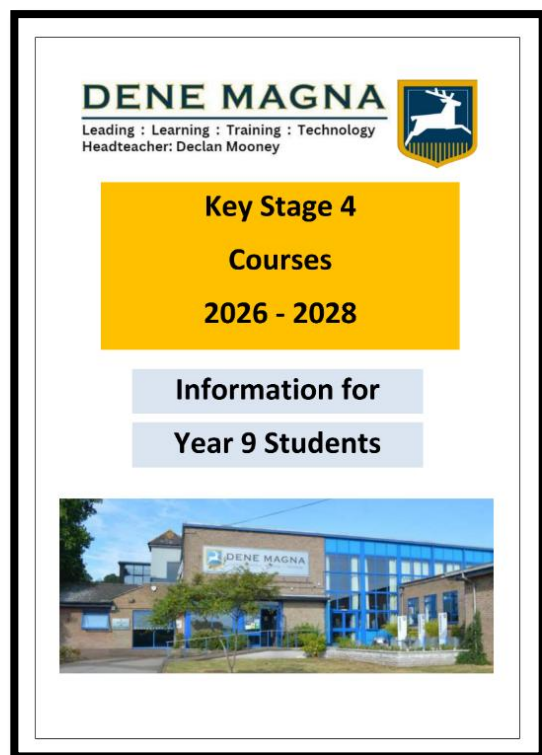 DENE MAGNA
Leading : Learning : Training : Technology
Headteacher: Declan Mooney
Key Stage 4
Courses
2026 - 2028
Information for
Year 9 Students
DENE MAGNA